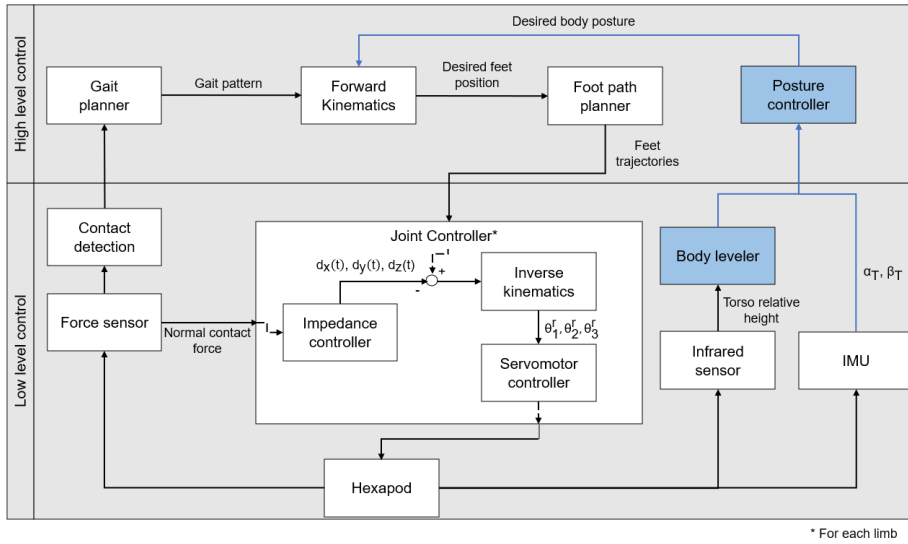 High level control
Low level control
Desired body posture
Gait
planner
Gait pattern
Forward
Kinematics
Desired feet
position
Foot path
planner
Posture
controller
Feet
trajectories
Contact
detection
Joint Controller*
dx(t), dy(t), dz(t)
+
-
Inverse
kinematics
Body leveler
αT, βT
Force sensor
Normal contact
force
Impedance
controller
θ1r, θ2r, θ3r
Torso relative
height
Servomotor
controller
Infrared
sensor
IMU
Hexapod
* For each limb